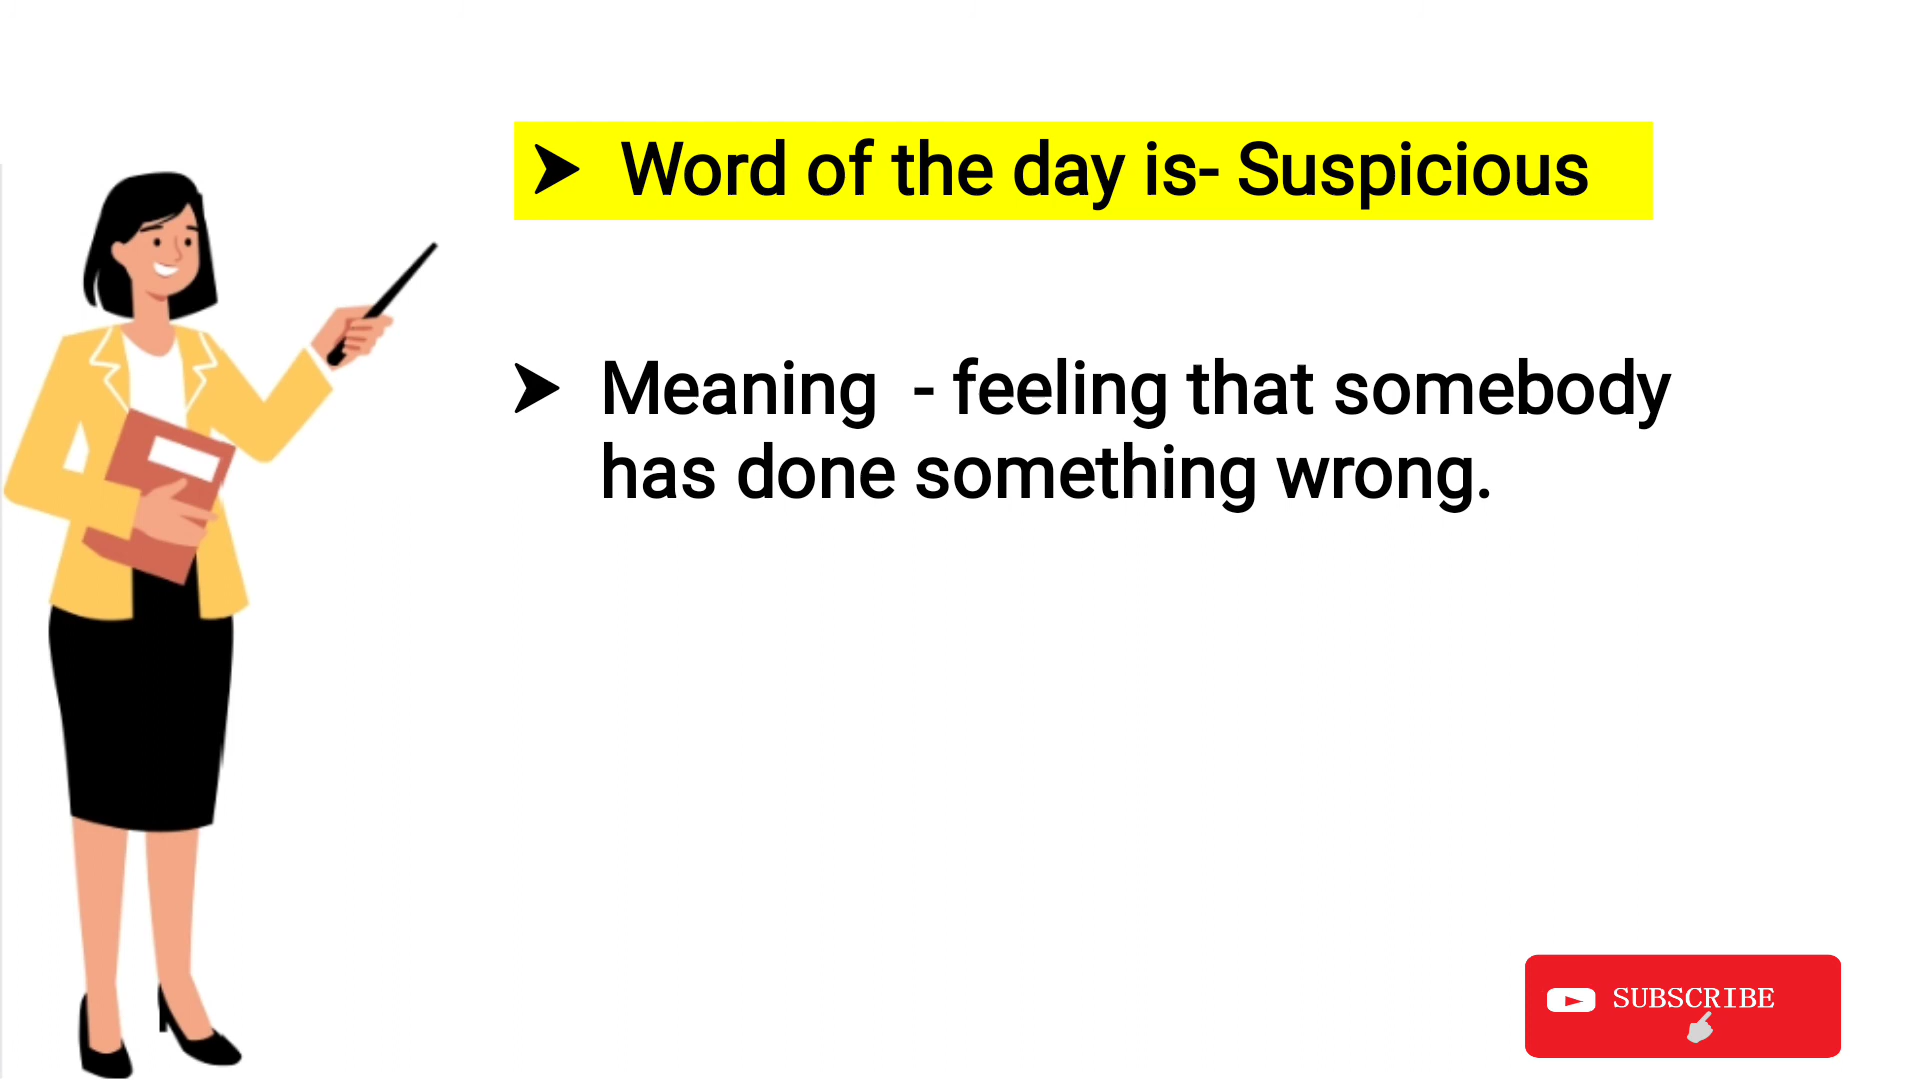 ➤ Word of the day is- Suspicious
➤ Meaning - feeling that somebody
has done something wrong.
SUBSCRIBE